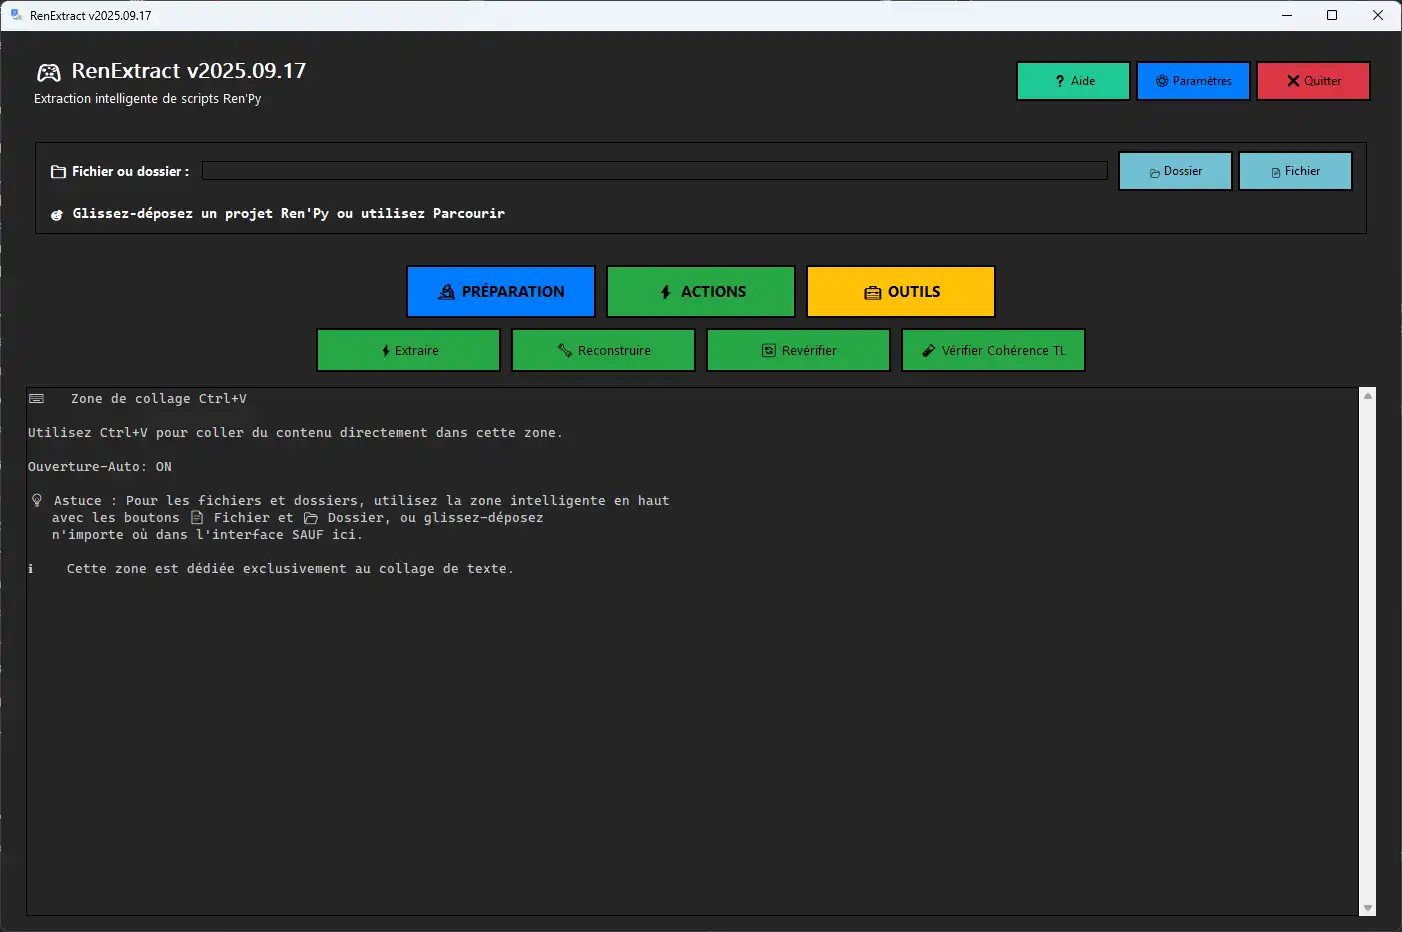 RenExtract v2025.09.17
RenExtract v2025.09.17
Extraction intelligente de scripts Ren'Py
? Aide
Paramètres
Quitter
Fichier ou dossier :
Dossier
Fichier
Glissez-déposez un projet Ren'Py ou utilisez Parcourir
PRÉPARATION
ACTIONS
OUTILS
Extraire
Reconstruire
Revérifier
Vérifier Cohérence TL
Zone de collage Ctrl+V
Utilisez Ctrl+V pour coller du contenu directement dans cette zone.
Ouverture-Auto: ON
Astuce : Pour les fichiers et dossiers, utilisez la zone intelligente en haut
avec les boutons Fichier et Dossier, ou glissez-déposez
n'importe où dans l'interface SAUF ici.
i Cette zone est dédiée exclusivement au collage de texte.